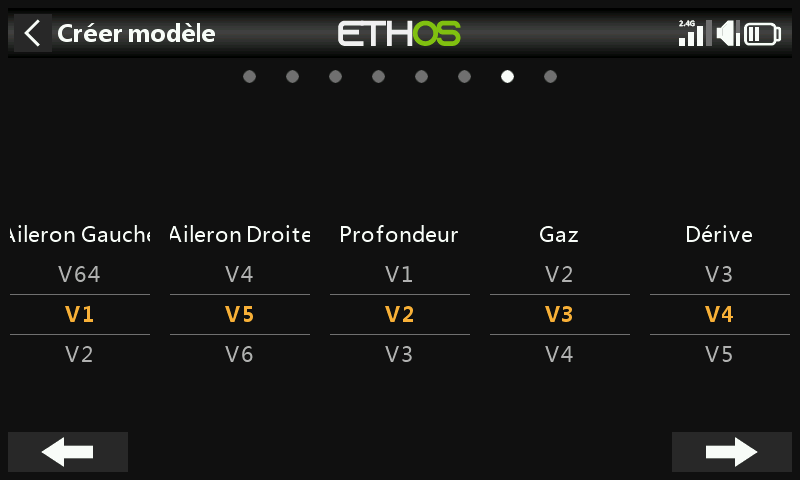 Créer modèle
ETHOS
2.4G
Aileron Gauche Aileron Droite Profondeur Gaz Dérive
V64 V4 V1 V2 V3
V1 V5 V2 V3 V4
V2 V6 V3 V4 V5